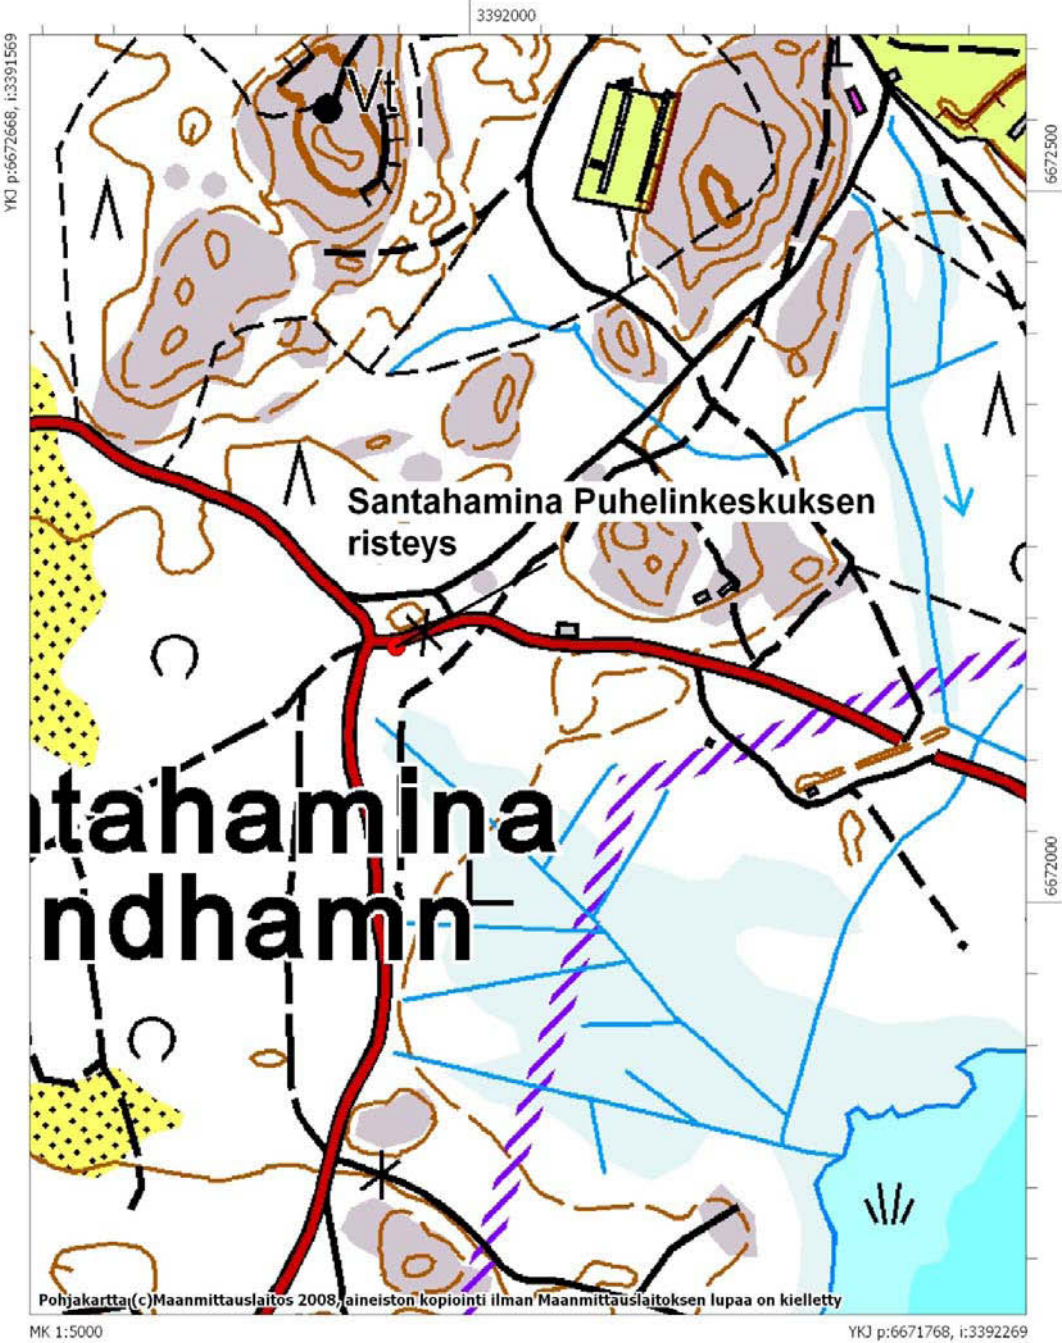 3392000
YKJ p:6672668, i:3391569
Vt
6672500
Santahamina Puhelinkeskuksen
risteys
ntahamina
ndhamn
6672000
Pohjakartta (c)Maanmittauslaitos 2008, aineiston kopiointi ilman Maanmittauslaitoksen lupaa on kielletty
MK 1:5000
YKJ p:6671768, i:3392269